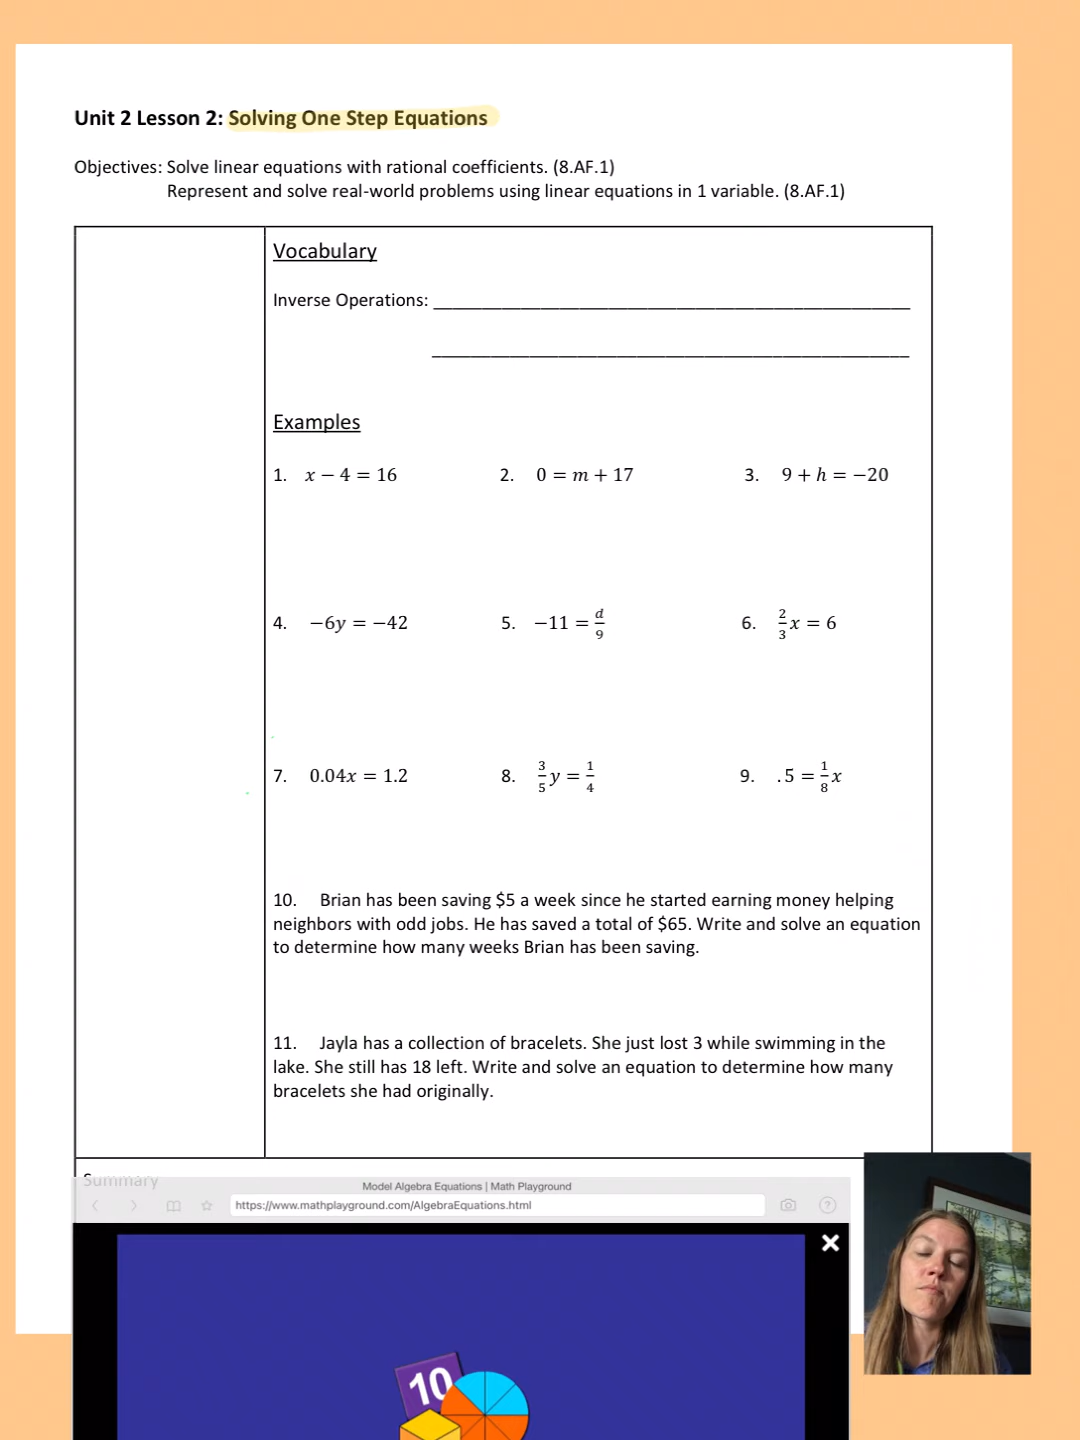 Unit 2 Lesson 2: Solving One Step Equations
Objectives: Solve linear equations with rational coefficients. (8.AF.1)
Represent and solve real-world problems using linear equations in 1 variable. (8.AF.1)
Vocabulary
Inverse Operations: ______________________________
______________________________
Examples
1. x − 4 = 16 2. 0 = m + 17 3. 9 + h = −20
4. −6y = −42 5. −11 = d/9 6. 2/3 x = 6
7. 0.04x = 1.2 8. 3/5 y = 1/4 9. .5 = 1/8 x
10. Brian has been saving $5 a week since he started earning money helping
neighbors with odd jobs. He has saved a total of $65. Write and solve an equation
to determine how many weeks Brian has been saving.
11. Jayla has a collection of bracelets. She just lost 3 while swimming in the
lake. She still has 18 left. Write and solve an equation to determine how many
bracelets she had originally.
Summary
Model Algebra Equations | Math Playground
https://www.mathplayground.com/AlgebraEquations.html
10